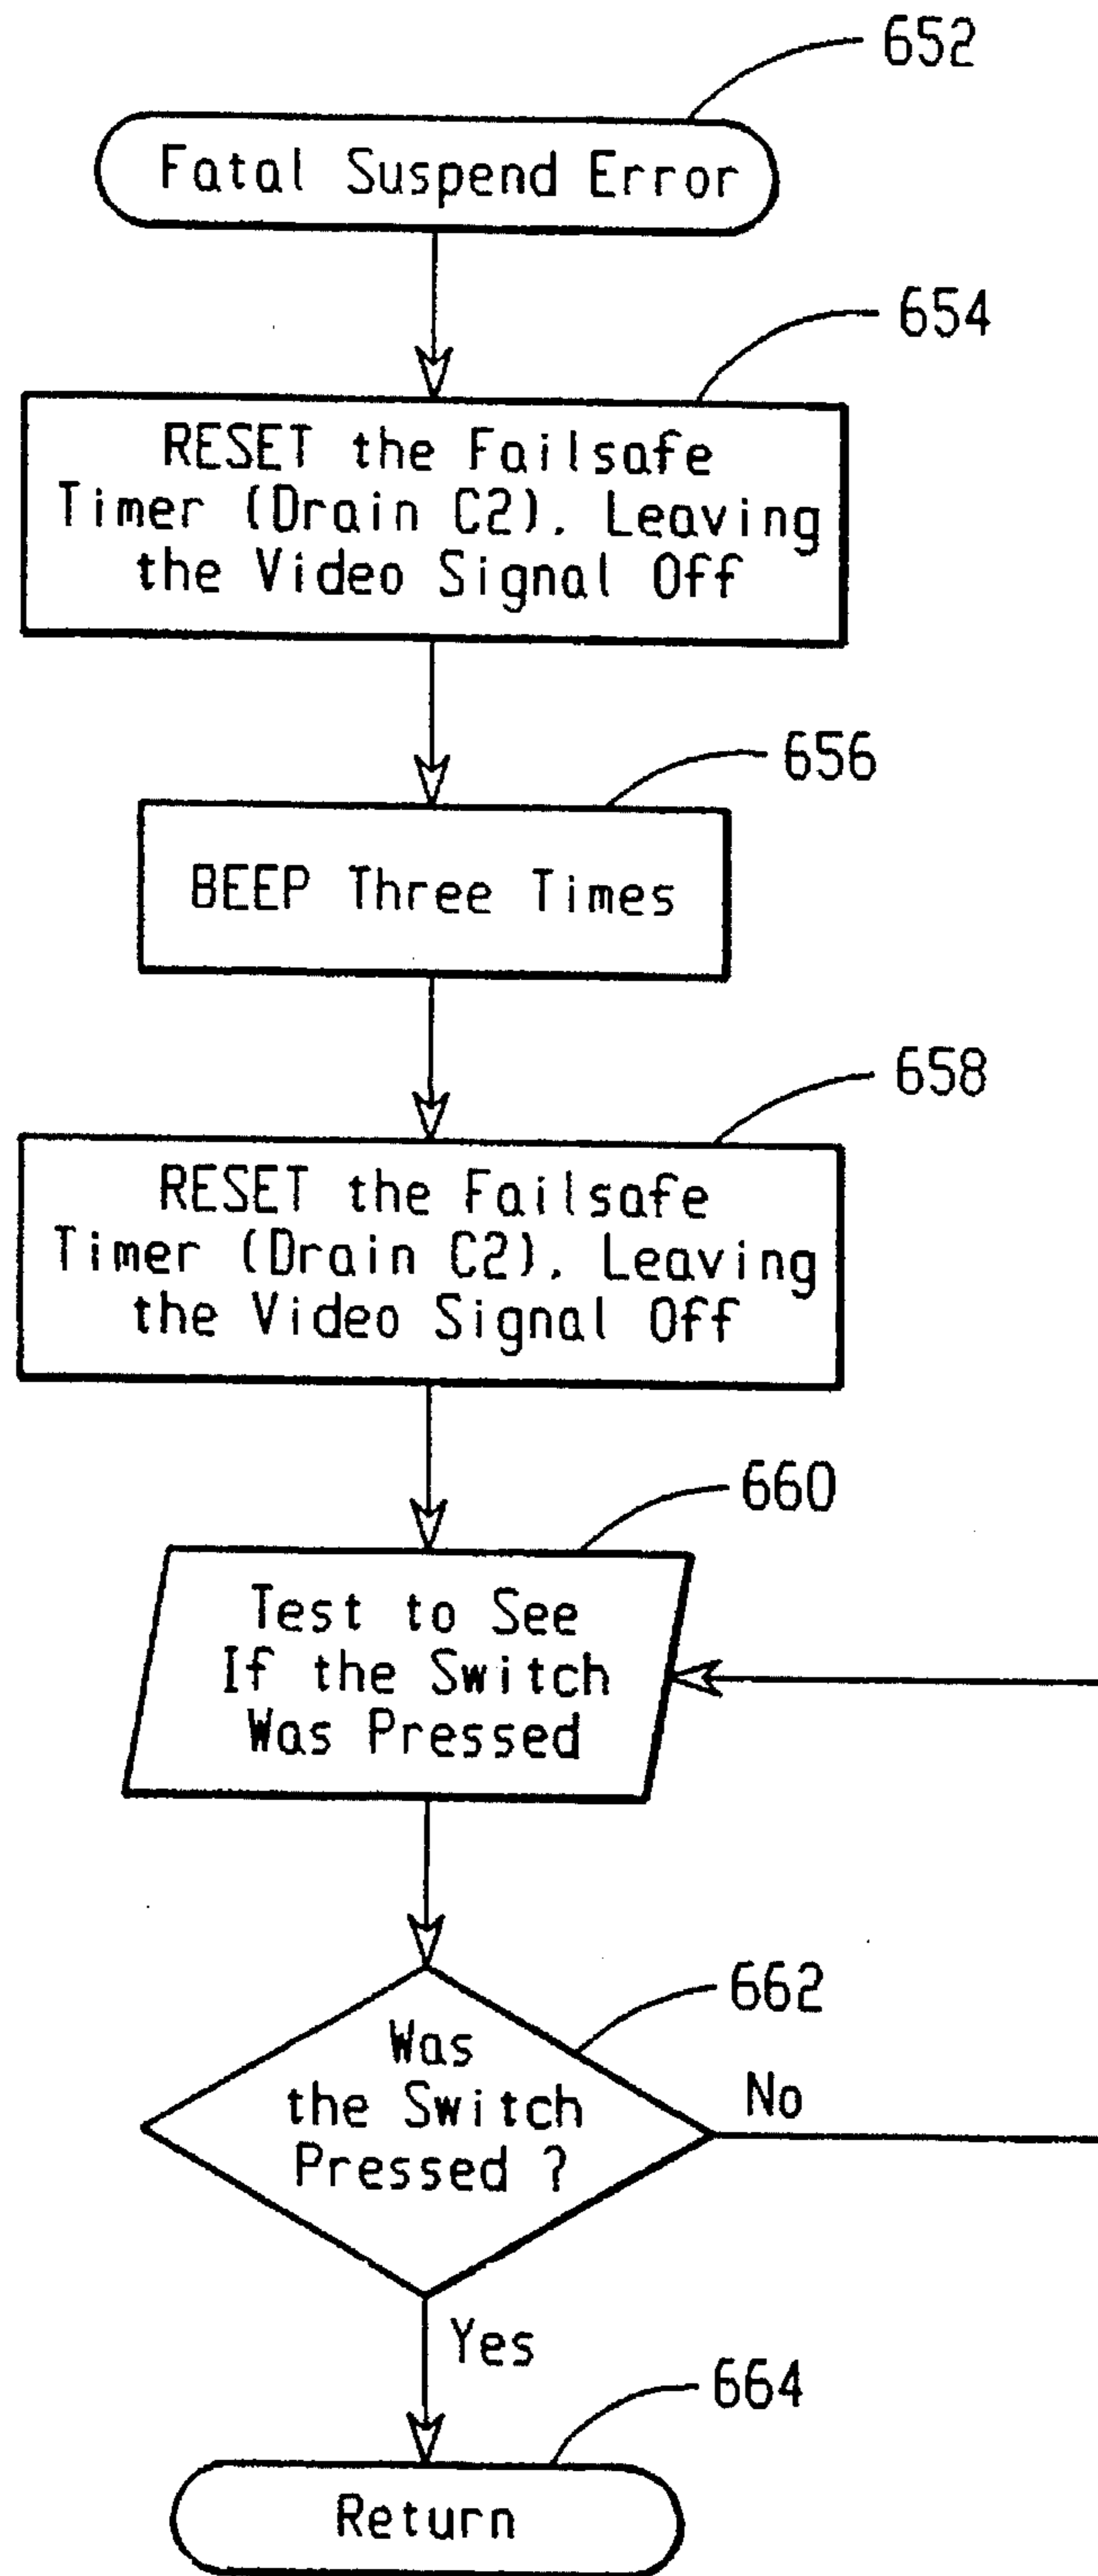 652
Fatal Suspend Error
654
RESET the Failsafe
Timer (Drain C2). Leaving
the Video Signal Off
656
BEEP Three Times
658
RESET the Failsafe
Timer (Drain C2). Leaving
the Video Signal Off
660
Test to See
If the Switch
Was Pressed
662
Was
the Switch
Pressed ?
No
Yes
664
Return